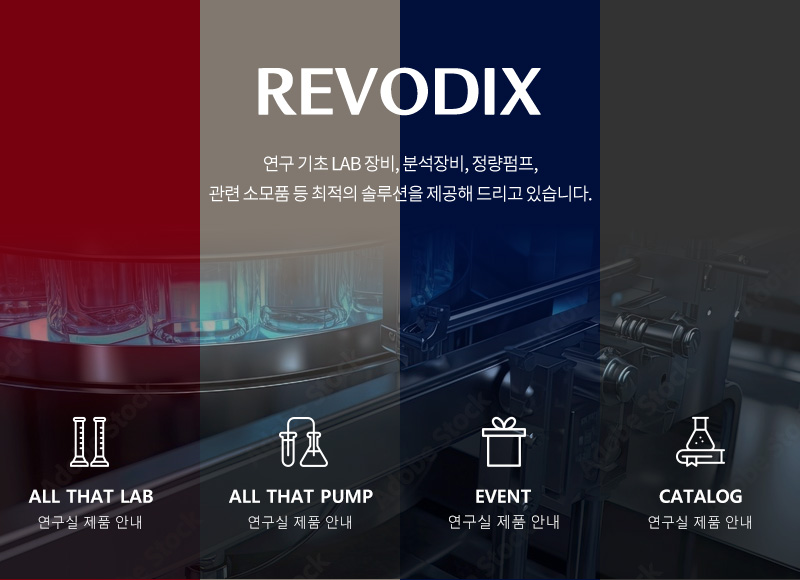 REVODIX
연구 기초 LAB 장비, 분석장비, 정량펌프,
관련 소모품 등 최적의 솔루션을 제공해 드리고 있습니다.
ALL THAT LAB
연구실 제품 안내
ALL THAT PUMP
연구실 제품 안내
EVENT
연구실 제품 안내
CATALOG
연구실 제품 안내